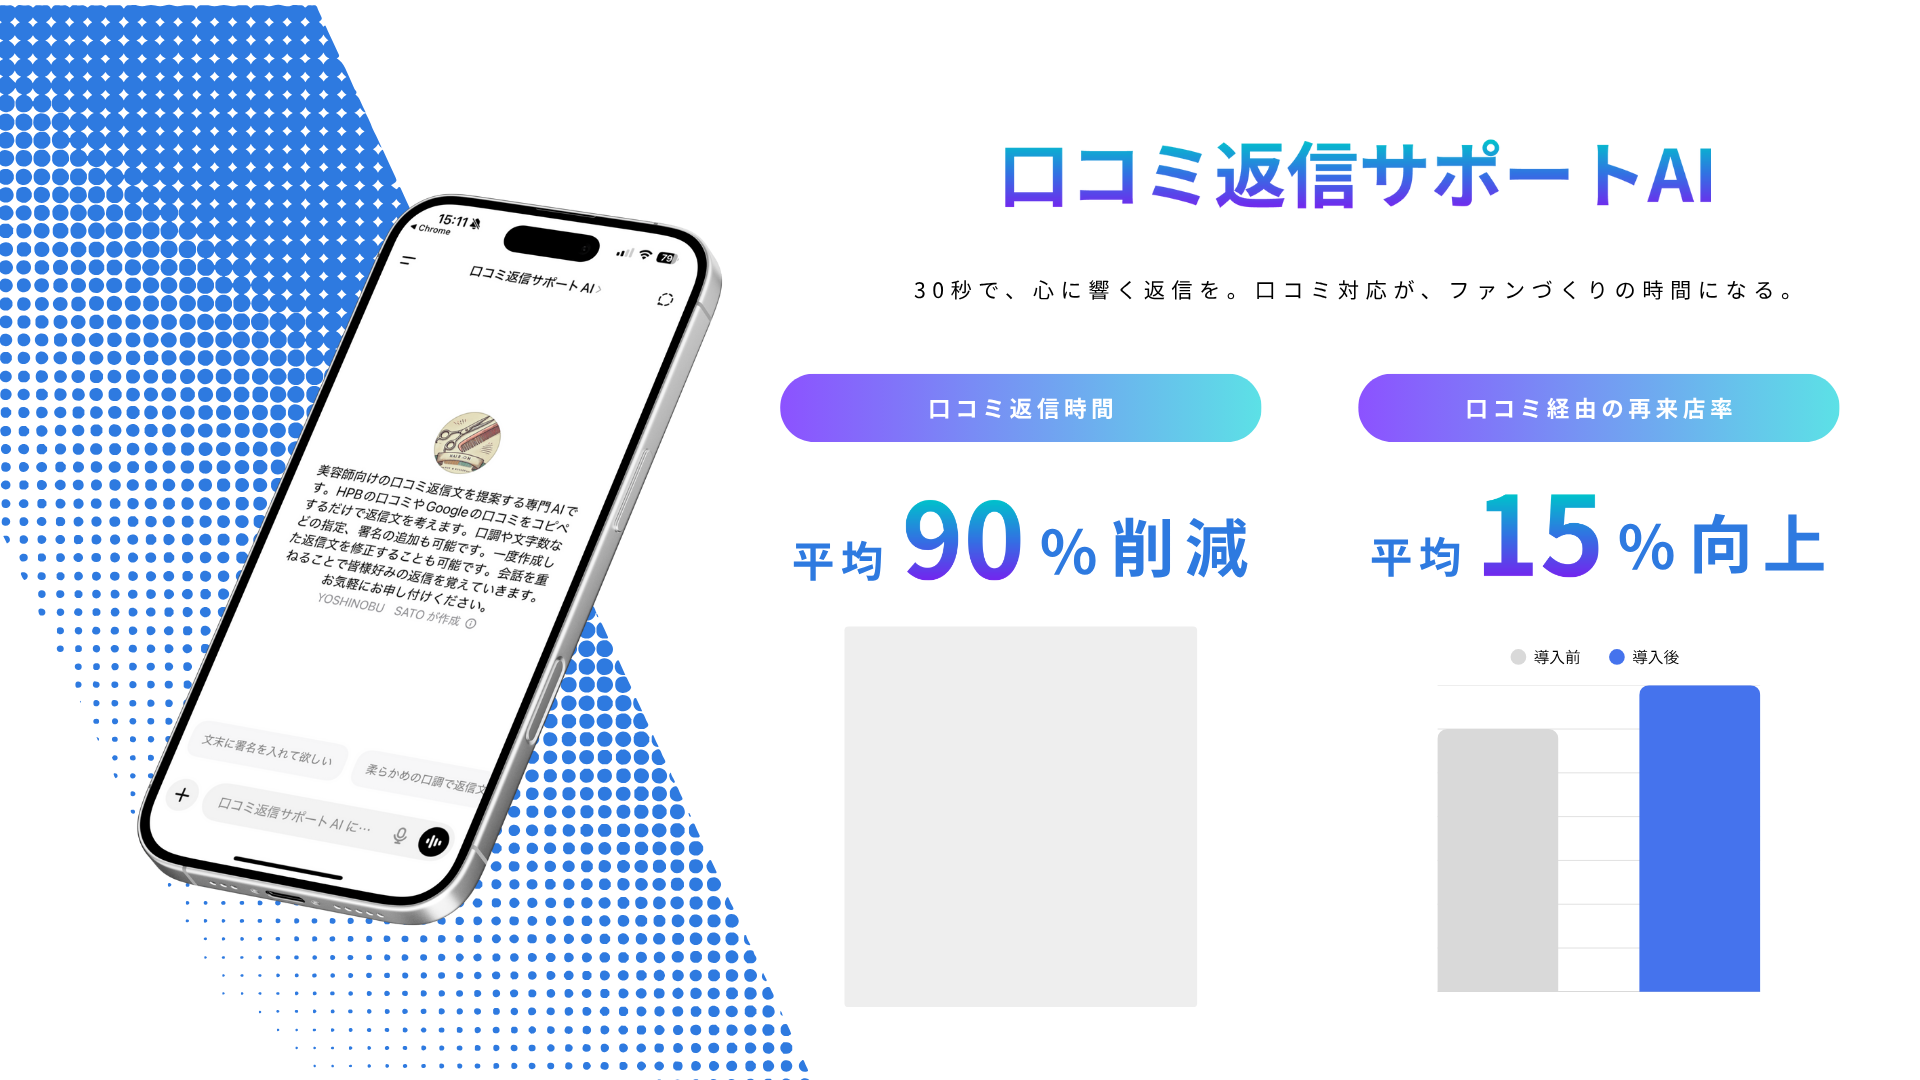 口コミ返信サポートAI
30秒で、心に響く返信を。口コミ対応が、ファンづくりの時間になる。
口コミ返信時間
平均90%削減
口コミ経由の再来店率
平均15%向上
導入前 導入後
15:11
◀ Chrome
79
口コミ返信サポート AI
美容師向けの口コミ返信文を提案する専門AIで
す。HPBの口コミやGoogleの口コミをコピペ
するだけで返信文を考えます。口調や文字数な
どの指定、署名の追加も可能です。一度作成し
た返信文を修正することも可能です。会話を重
ねることで皆様好みの返信を覚えていきます。
お気軽にお申し付けください。
YOSHINOBU SATO が作成
文末に署名を入れて欲しい
柔らかめの口調で返信文
口コミ返信サポート AI に…